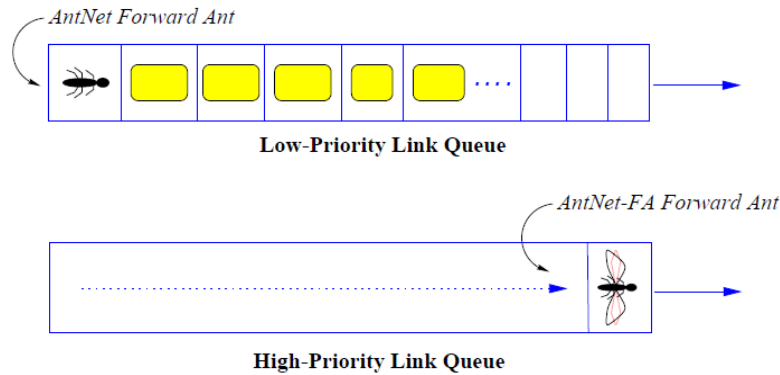 AntNet Forward Ant
Low-Priority Link Queue
AntNet-FA Forward Ant
High-Priority Link Queue